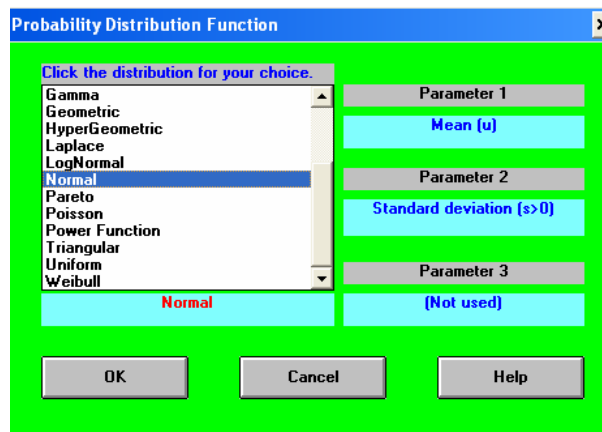 Probability Distribution Function
Click the distribution for your choice.
Gamma
Geometric
HyperGeometric
Laplace
LogNormal
Normal
Pareto
Poisson
Power Function
Triangular
Uniform
Weibull
Normal
Parameter 1
Mean (u)
Parameter 2
Standard deviation (s>0)
Parameter 3
(Not used)
OK
Cancel
Help